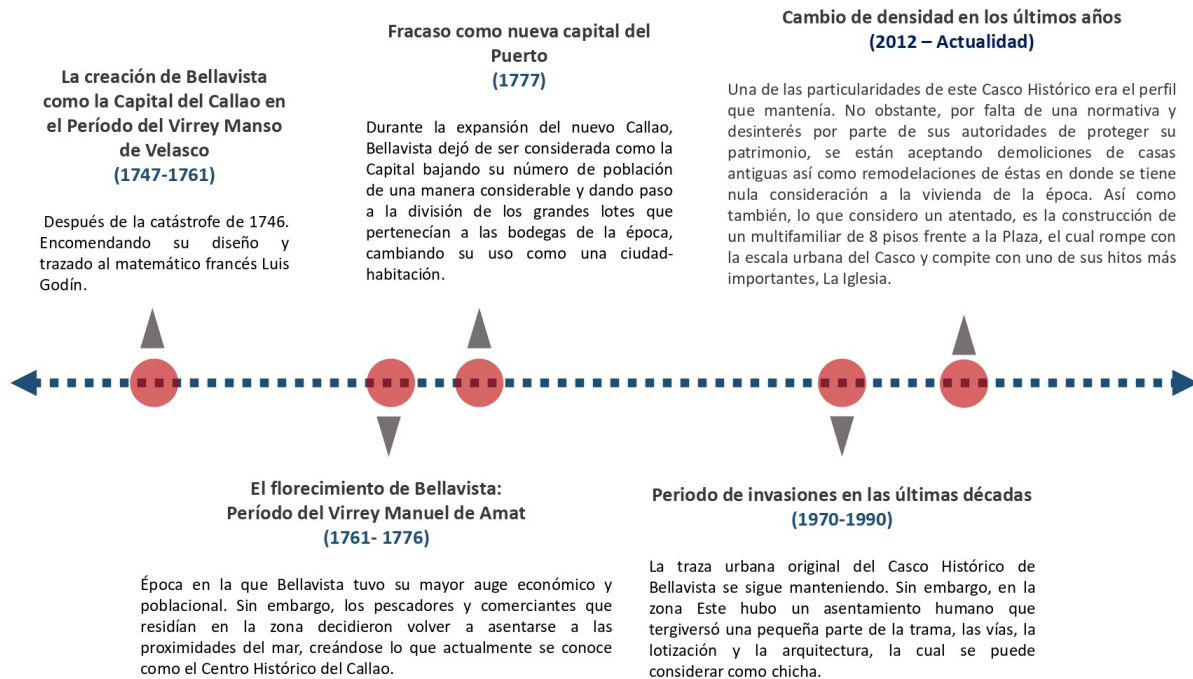 La creación de Bellavista
como la Capital del Callao en
el Período del Virrey Manso
de Velasco
(1747-1761)
Después de la catástrofe de 1746.
Encomendando su diseño y
trazado al matemático francés Luis
Godín.
El florecimiento de Bellavista:
Período del Virrey Manuel de Amat
(1761- 1776)
Época en la que Bellavista tuvo su mayor auge económico y
poblacional. Sin embargo, los pescadores y comerciantes que
residían en la zona decidieron volver a asentarse a las
proximidades del mar, creándose lo que actualmente se conoce
como el Centro Histórico del Callao.
Fracaso como nueva capital del
Puerto
(1777)
Durante la expansión del nuevo Callao,
Bellavista dejó de ser considerada como la
Capital bajando su número de población
de una manera considerable y dando paso
a la división de los grandes lotes que
pertenecían a las bodegas de la época,
cambiando su uso como una ciudad-
habitación.
Periodo de invasiones en las últimas décadas
(1970-1990)
La traza urbana original del Casco Histórico de
Bellavista se sigue manteniendo. Sin embargo, en la
zona Este hubo un asentamiento humano que
tergiversó una pequeña parte de la trama, las vías, la
lotización y la arquitectura, la cual se puede
considerar como chicha.
Cambio de densidad en los últimos años
(2012 – Actualidad)
Una de las particularidades de este Casco Histórico era el perfil
que mantenía. No obstante, por falta de una normativa y
desinterés por parte de sus autoridades de proteger su
patrimonio, se están aceptando demoliciones de casas
antiguas así como remodelaciones de éstas en donde se tiene
nula consideración a la vivienda de la época. Así como
también, lo que considero un atentado, es la construcción de
un multifamiliar de 8 pisos frente a la Plaza, el cual rompe con
la escala urbana del Casco y compite con uno de sus hitos más
importantes, La Iglesia.